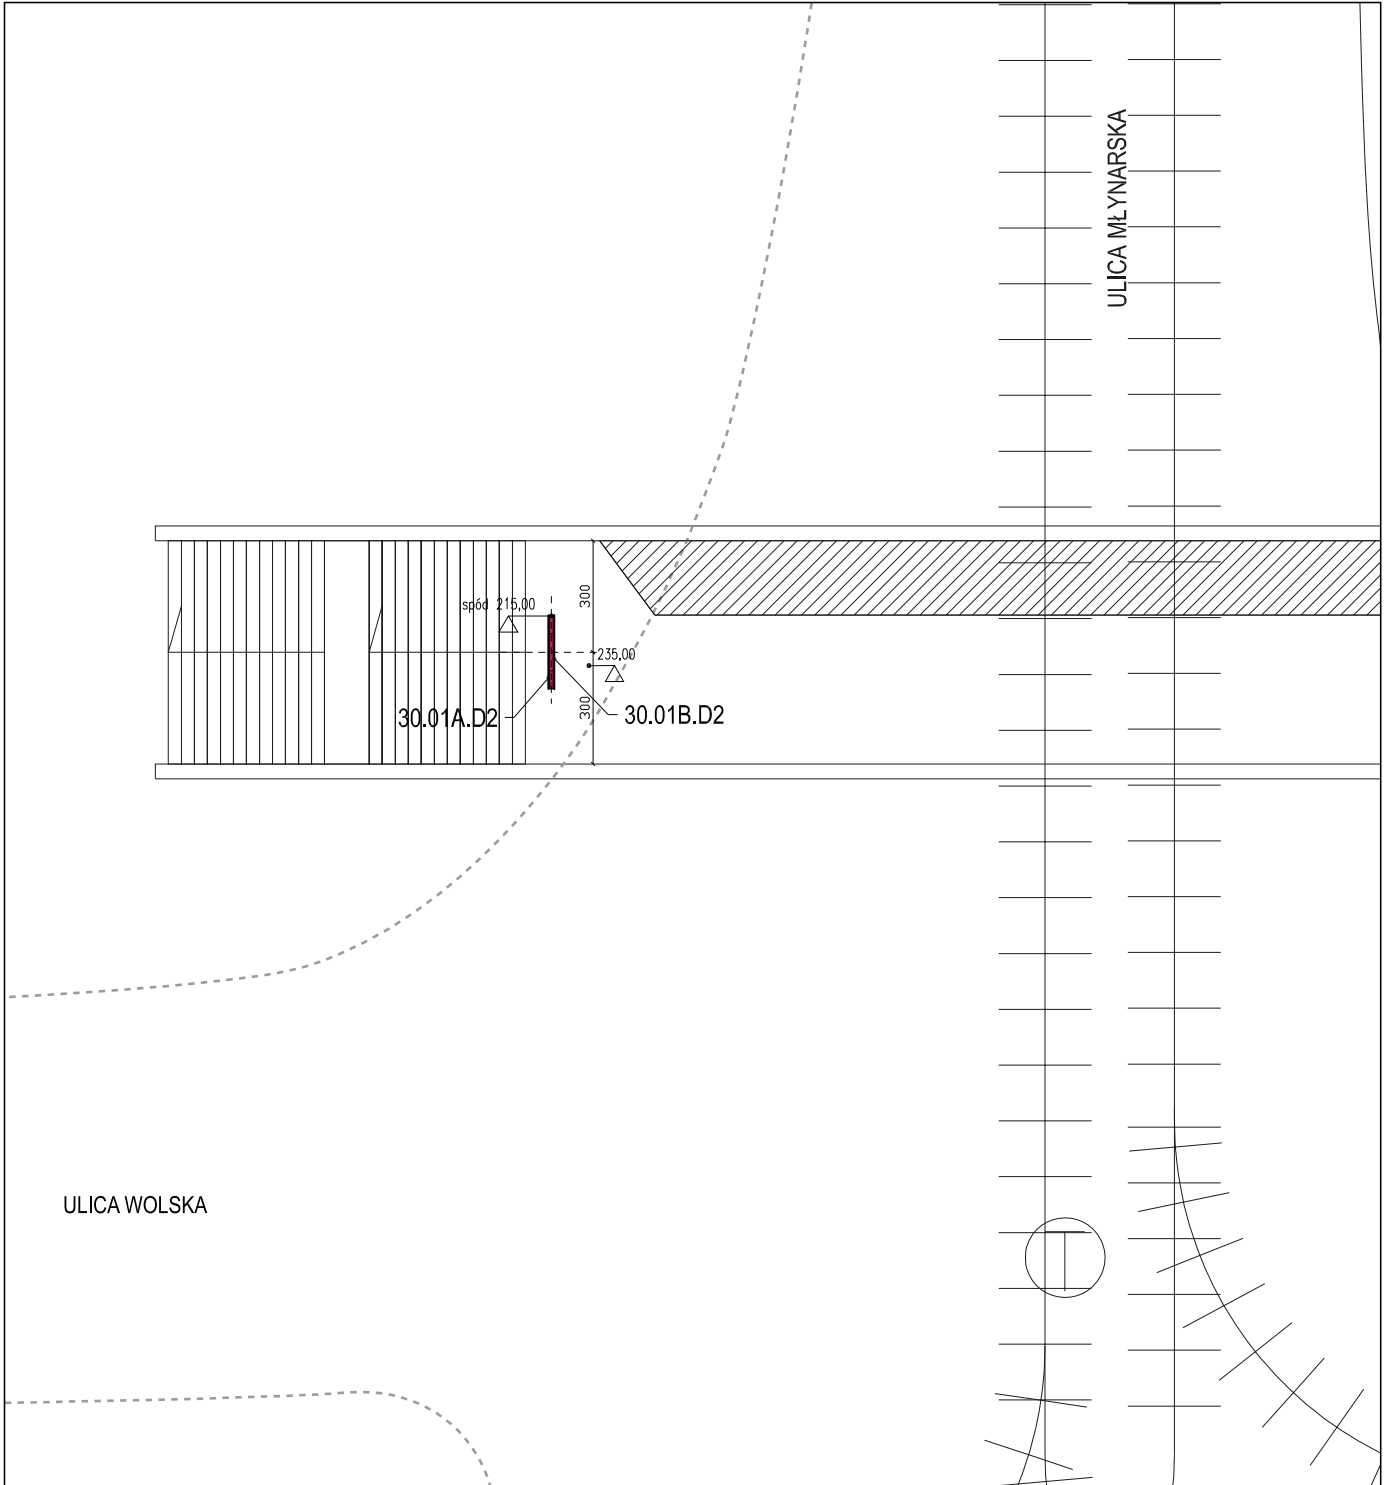 ULICA MŁYNARSKA
300
spód 215,00
235,00
300
30.01A.D2
30.01B.D2
ULICA WOLSKA
T